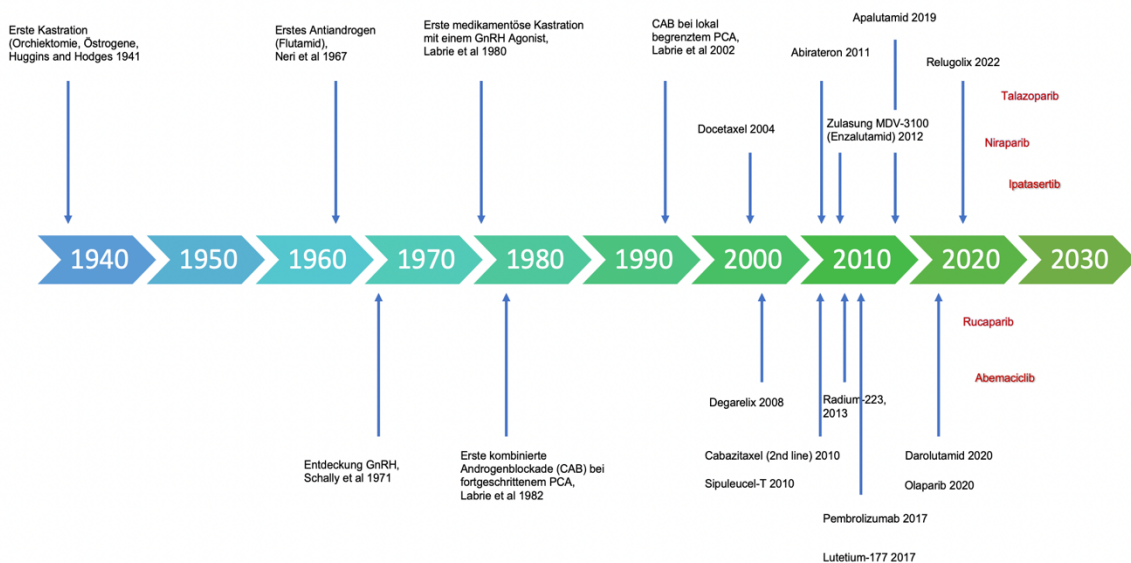 Erste Kastration
(Orchiektomie, Östrogene,
Huggins and Hodges 1941
Erstes Antiandrogen
(Flutamid),
Neri et al 1967
Erste medikamentöse Kastration
mit einem GnRH Agonist,
Labrie et al 1980
CAB bei lokal
begrenztem PCA,
Labrie et al 2002
Docetaxel 2004
Abirateron 2011
Apalutamid 2019
Zulasung MDV-3100
(Enzalutamid) 2012
Relugolix 2022
Talazoparib
Niraparib
Ipatasertib
1940
1950
1960
1970
1980
1990
2000
2010
2020
2030
Entdeckung GnRH,
Schally et al 1971
Erste kombinierte
Androgenblockade (CAB) bei
fortgeschrittenem PCA,
Labrie et al 1982
Degarelix 2008
Cabazitaxel (2nd line) 2010
Sipuleucel-T 2010
Radium-223,
2013
Pembrolizumab 2017
Lutetium-177 2017
Darolutamid 2020
Olaparib 2020
Rucaparib
Abemaciclib